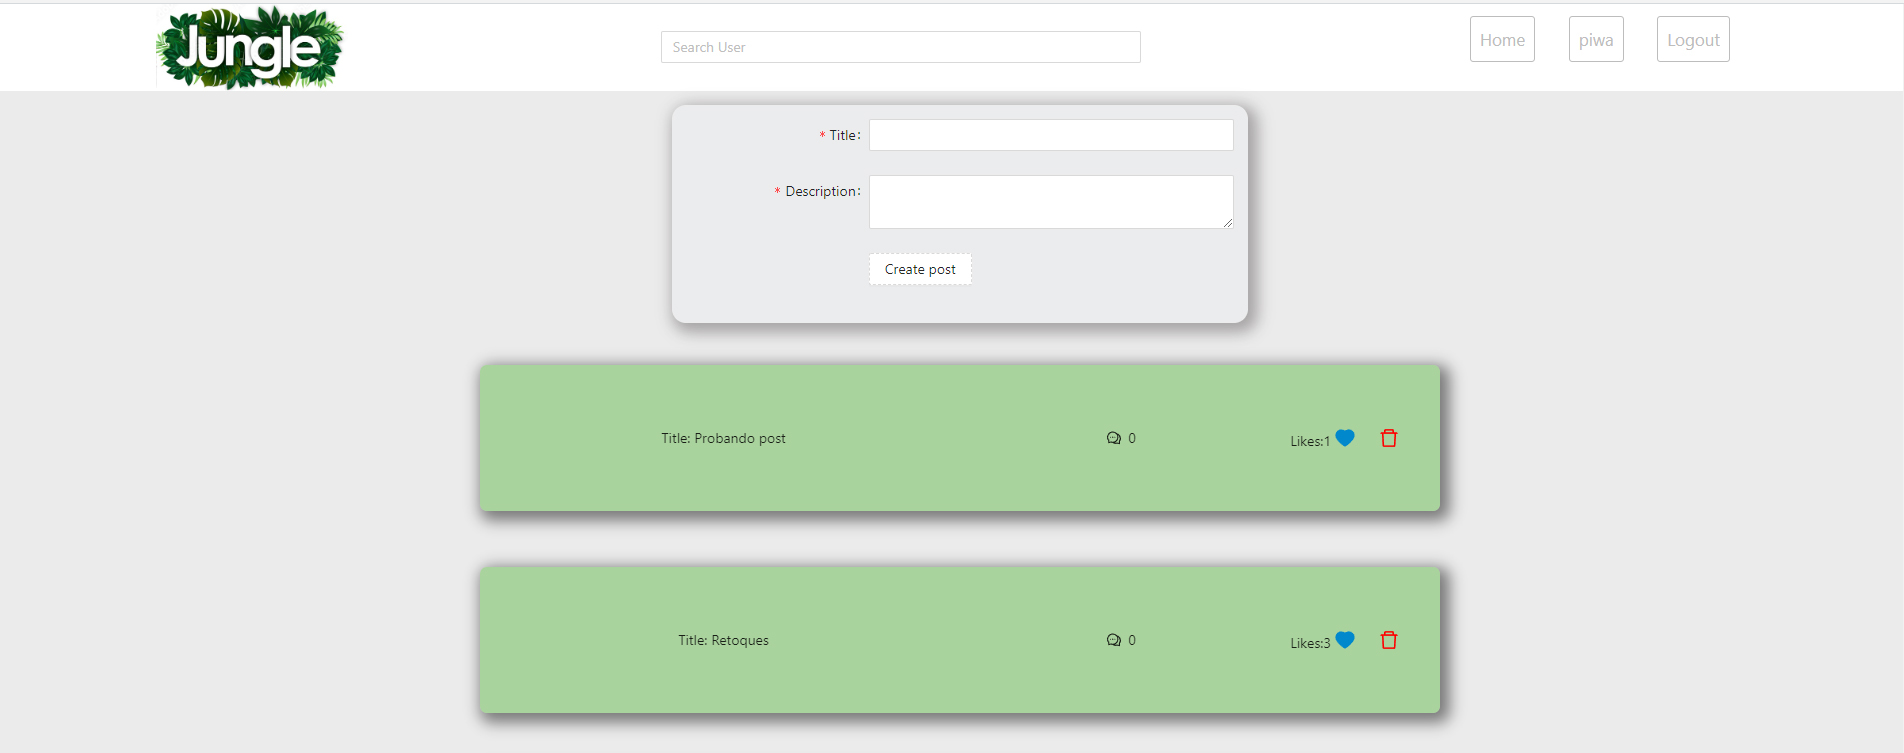 Jungle
Search User
Home
piwa
Logout
* Title:
* Description:
Create post
Title: Probando post
0
Likes:1
Title: Retoques
0
Likes:3